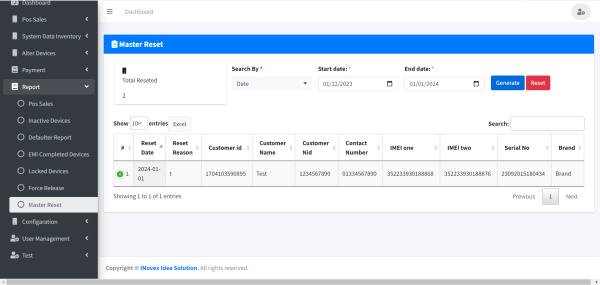 Dashboard
Pos Sales
System Data Inventory
Alter Devices
Payment
Report
Pos Sales
Inactive Devices
Defaulter Report
EMI Completed Devices
Locked Devices
Force Release
Master Reset
Configaration
User Management
Test
Dashboard
Master Reset
Total Reseted
1
Search By *
Date
Start date: *
01/12/2023
End date: *
01/01/2024
Generate
Reset
Show 10 entries
Excel
Search:
# Reset Date Reset Reason Customer id Customer Name Customer Nid Contact Number IMEI one IMEI two Serial No Brand
1 2024-01-01 t 1704103590895 Test 1234567890 01334567890 352233930188868 352233930188876 23092015180434 Brand
Showing 1 to 1 of 1 entries
Previous 1 Next
Copyright © INovex Idea Solution. All rights reserved.